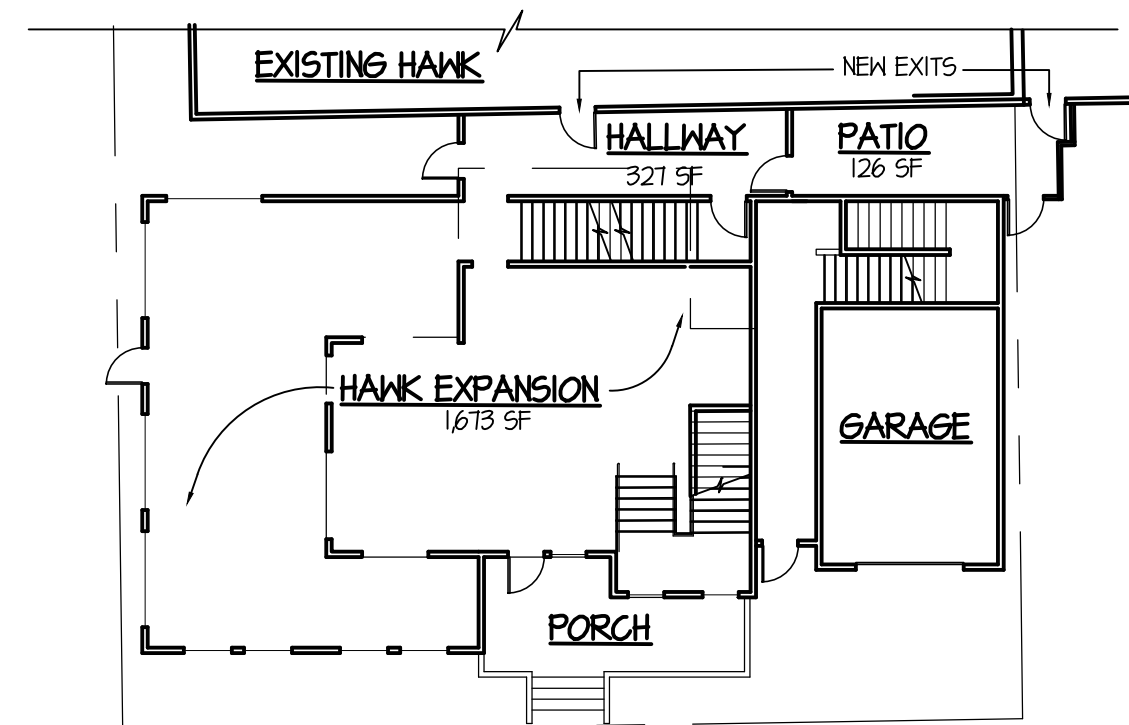 EXISTING HAWK
NEW EXITS
HALLWAY
327 SF
PATIO
126 SF
HAWK EXPANSION
1,673 SF
GARAGE
PORCH